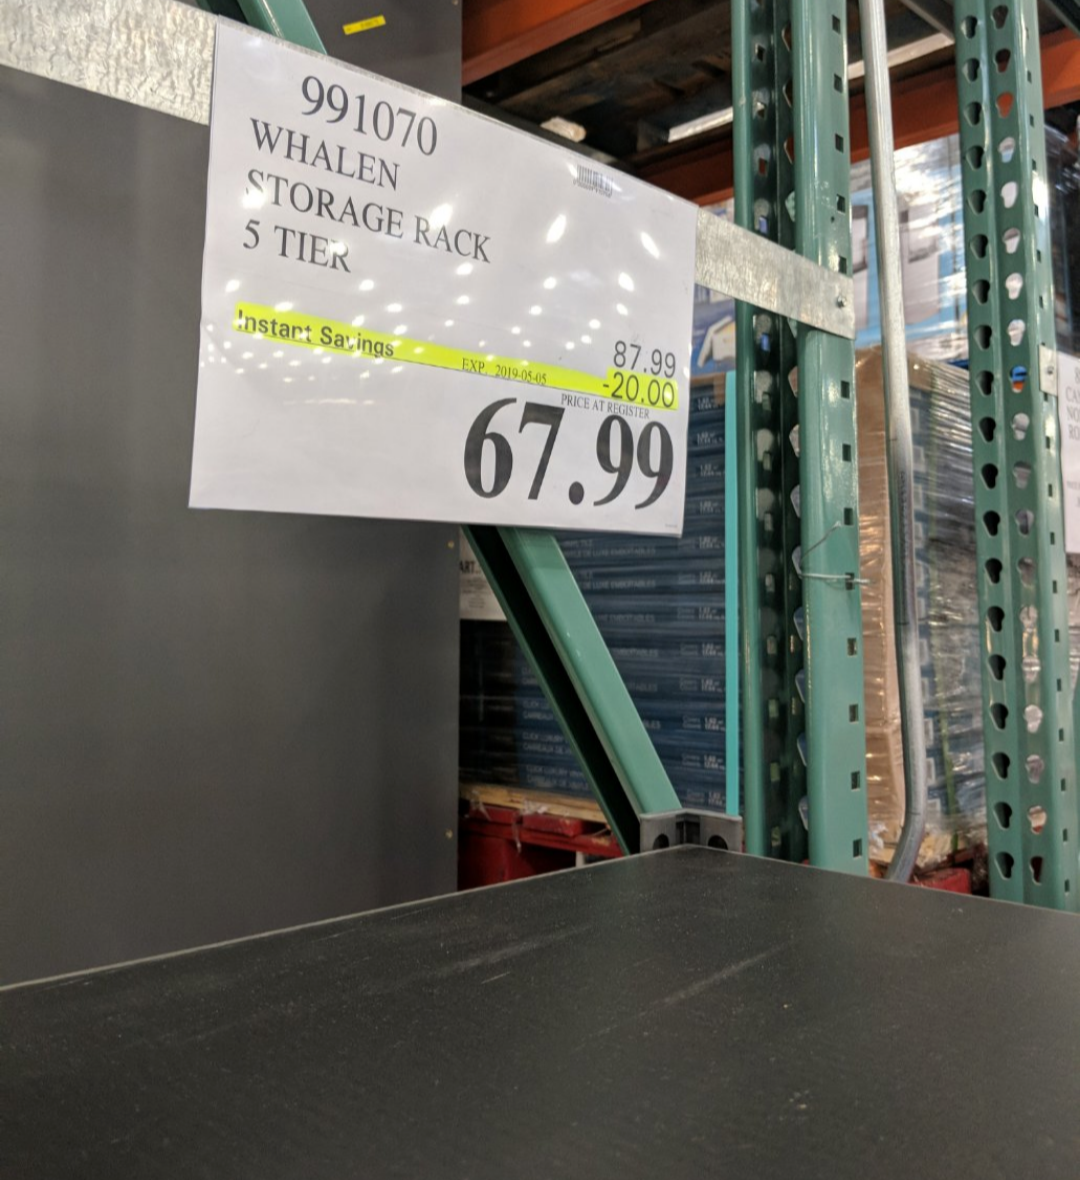 991070
WHALEN
STORAGE RACK
5 TIER
87.99
Instant Savings EXP 2019-05-05 -20.00
PRICE AT REGISTER
67.99